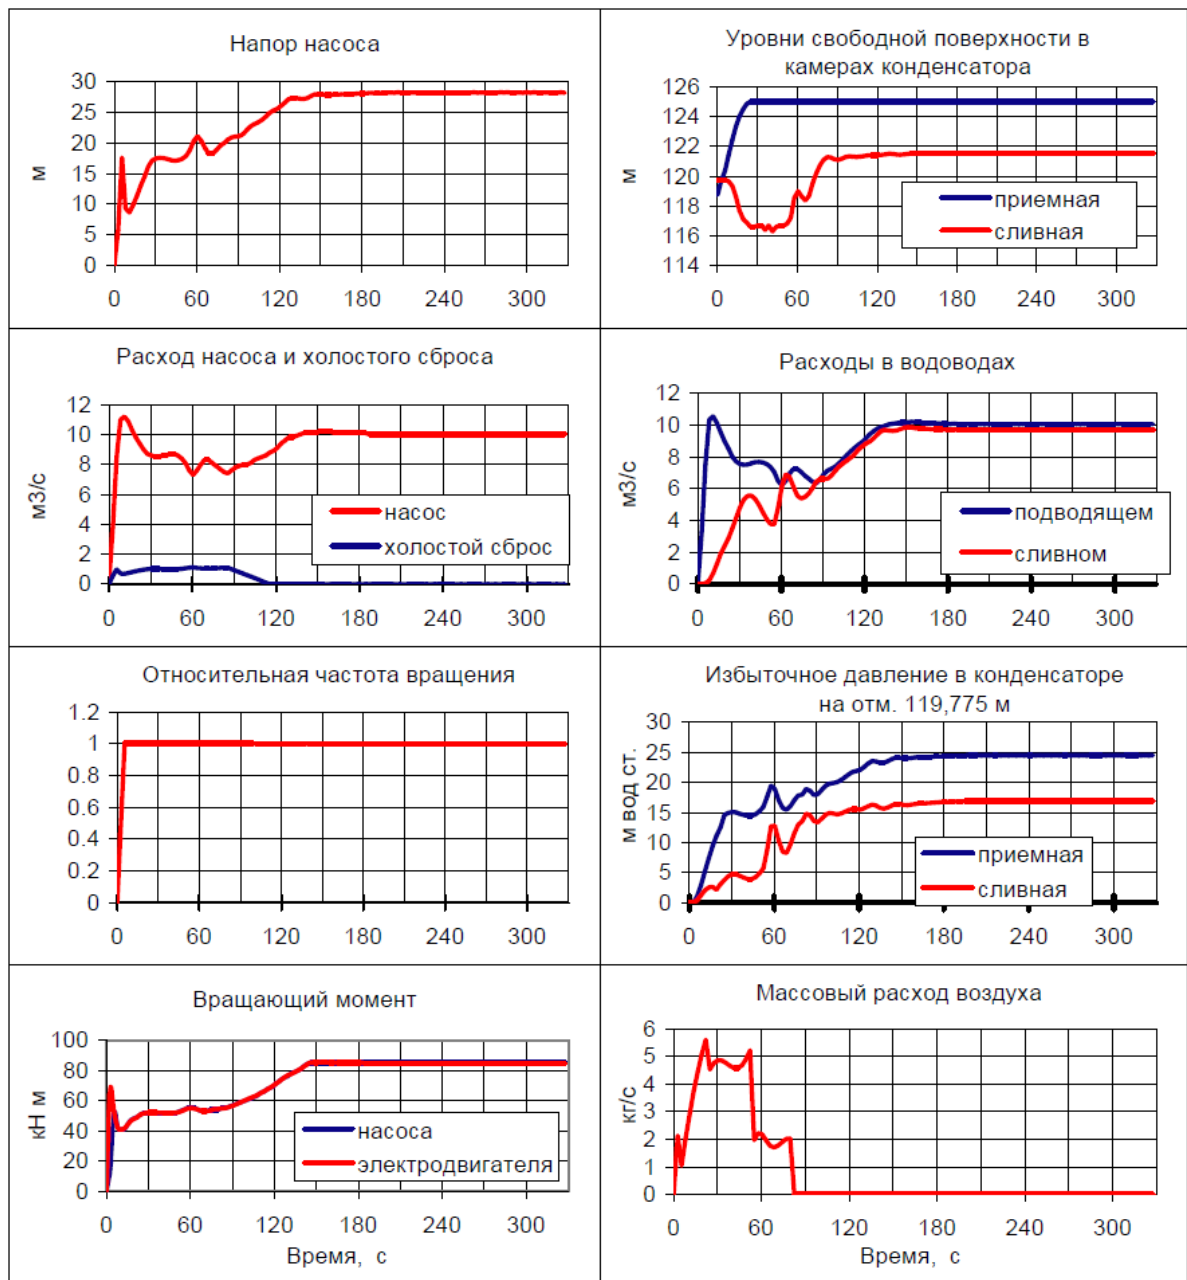 Напор насоса
30
25
20
15
10
5
0
м
0 60 120 180 240 300
Уровни свободной поверхности в
камерах конденсатора
126
124
122
120
118
116
114
м
приемная
сливная
0 60 120 180 240 300
Расход насоса и холостого сброса
12
10
8
6
4
2
0
м3/с
насос
холостой сброс
0 60 120 180 240 300
Расходы в водоводах
12
10
8
6
4
2
0
м3/с
подводящем
сливном
0 60 120 180 240 300
Относительная частота вращения
1.2
1
0.8
0.6
0.4
0.2
0
0 60 120 180 240 300
Избыточное давление в конденсаторе
на отм. 119,775 м
30
25
20
15
10
5
0
м вод ст.
приемная
сливная
0 60 120 180 240 300
Вращающий момент
100
80
60
40
20
0
кН м
насоса
электродвигателя
0 60 120 180 240 300
Время, с
Массовый расход воздуха
6
5
4
3
2
1
0
кг/с
0 60 120 180 240 300
Время, с